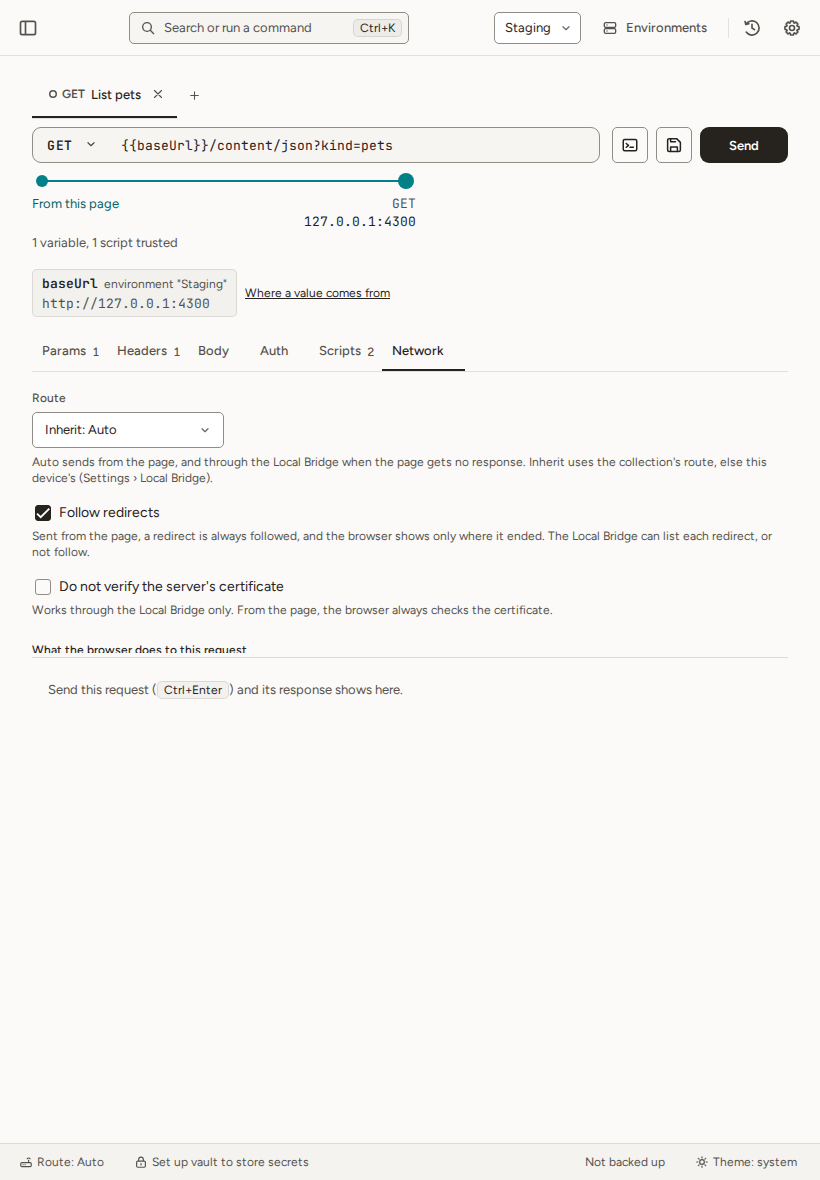 Search or run a command Ctrl+K Staging Environments
GET List pets
GET {{baseUrl}}/content/json?kind=pets Send
From this page GET
127.0.0.1:4300
1 variable, 1 script trusted
baseUrl environment "Staging"
http://127.0.0.1:4300
Where a value comes from
Params 1 Headers 1 Body Auth Scripts 2 Network
Route
Inherit: Auto
Auto sends from the page, and through the Local Bridge when the page gets no response. Inherit uses the collection's route, else this
device's (Settings › Local Bridge).
Follow redirects
Sent from the page, a redirect is always followed, and the browser shows only where it ended. The Local Bridge can list each redirect, or
not follow.
Do not verify the server's certificate
Works through the Local Bridge only. From the page, the browser always checks the certificate.
What the browser does to this request
Send this request (Ctrl+Enter) and its response shows here.
Route: Auto Set up vault to store secrets Not backed up Theme: system